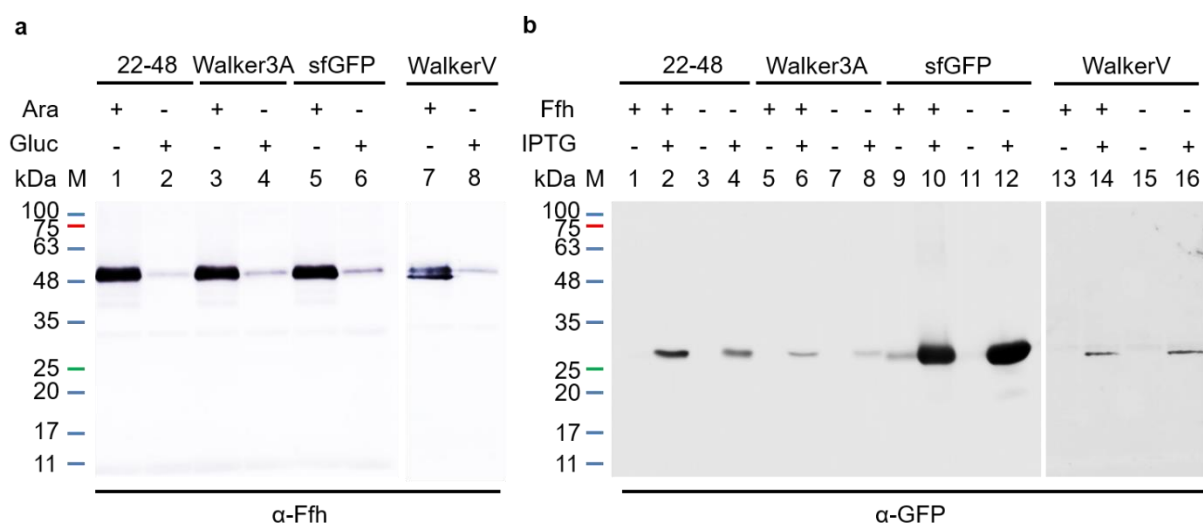 a
22-48 Walker3A sfGFP WalkerV
Ara + - + - + - + -
Gluc - + - + - + - +
kDa M 1 2 3 4 5 6 7 8
100
75
63
48
35
25
20
17
11
α-Ffh
b
22-48 Walker3A sfGFP WalkerV
Ffh + + - - + + - - + + - - + + - -
IPTG - + - + - + - + - + - + - + - +
kDa M 1 2 3 4 5 6 7 8 9 10 11 12 13 14 15 16
100
75
63
48
35
25
20
17
11
α-GFP